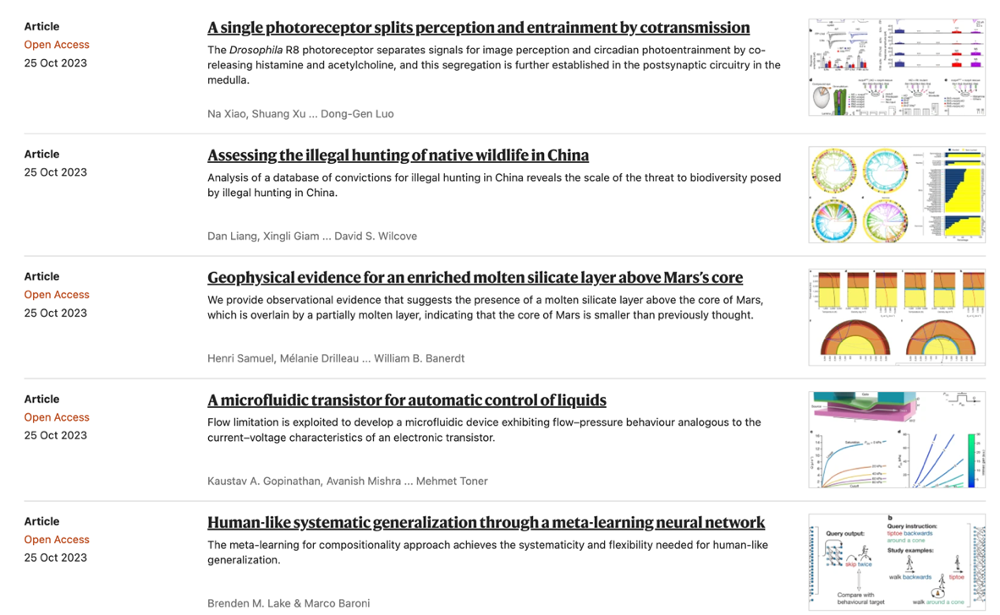 Article
Open Access
25 Oct 2023
A single photoreceptor splits perception and entrainment by cotransmission
The Drosophila R8 photoreceptor separates signals for image perception and circadian photoentrainment by co-
releasing histamine and acetylcholine, and this segregation is further established in the postsynaptic circuitry in the
medulla.
Na Xiao, Shuang Xu ... Dong-Gen Luo
Article
25 Oct 2023
Assessing the illegal hunting of native wildlife in China
Analysis of a database of convictions for illegal hunting in China reveals the scale of the threat to biodiversity posed
by illegal hunting in China.
Dan Liang, Xingli Giam ... David S. Wilcove
Article
Open Access
25 Oct 2023
Geophysical evidence for an enriched molten silicate layer above Mars’s core
We provide observational evidence that suggests the presence of a molten silicate layer above the core of Mars,
which is overlain by a partially molten layer, indicating that the core of Mars is smaller than previously thought.
Henri Samuel, Mélanie Drilleau ... William B. Banerdt
Article
Open Access
25 Oct 2023
A microfluidic transistor for automatic control of liquids
Flow limitation is exploited to develop a microfluidic device exhibiting flow–pressure behaviour analogous to the
current–voltage characteristics of an electronic transistor.
Kaustav A. Gopinathan, Avanish Mishra ... Mehmet Toner
Article
Open Access
25 Oct 2023
Human-like systematic generalization through a meta-learning neural network
The meta-learning for compositionality approach achieves the systematicity and flexibility needed for human-like
generalization.
Brenden M. Lake & Marco Baroni
b
Query instruction:
tiptoe backwards
around a cone
Query output:
skip twice
Study examples:
walk backwards
tiptoe
Compare with
behavioural target
walk around a cone